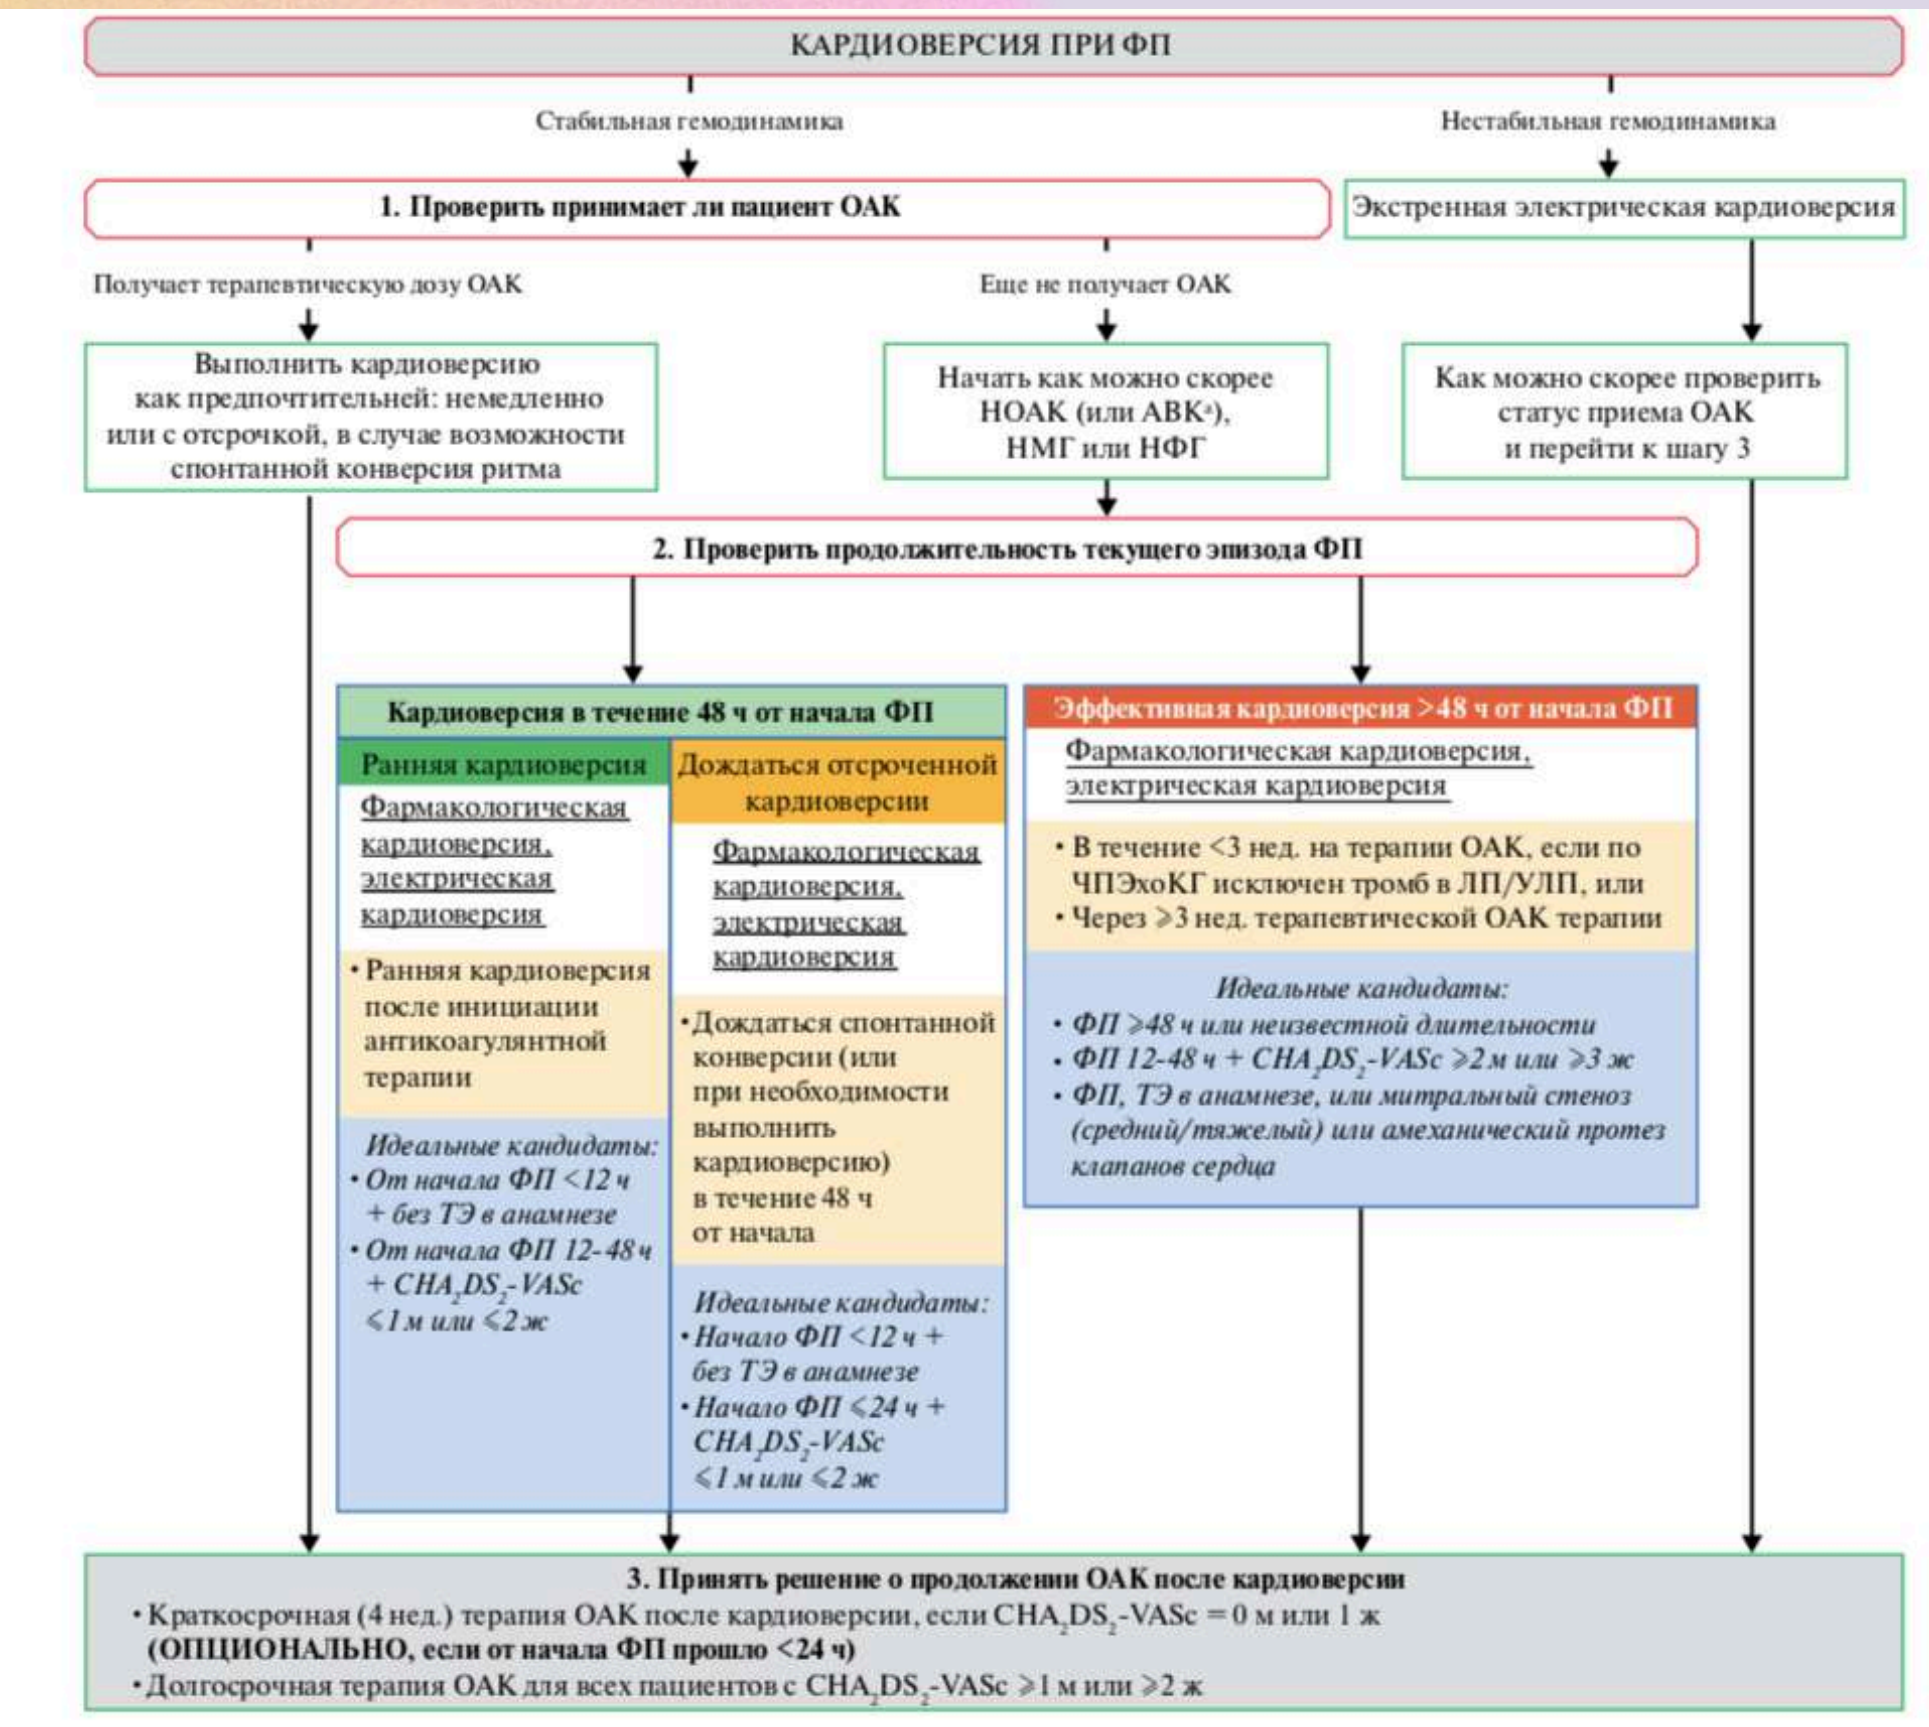 КАРДИОВЕРСИЯ ПРИ ФП
Стабильная гемодинамика
Нестабильная гемодинамика
1. Проверить принимает ли пациент ОАК
Экстренная электрическая кардиоверсия
Получает терапевтическую дозу ОАК
Еще не получает ОАК
Выполнить кардиоверсию
как предпочтительней: немедленно
или с отсрочкой, в случае возможности
спонтанной конверсия ритма
Начать как можно скорее
НОАК (или АВКᵃ),
НМГ или НФГ
Как можно скорее проверить
статус приема ОАК
и перейти к шагу 3
2. Проверить продолжительность текущего эпизода ФП
Кардиоверсия в течение 48 ч от начала ФП
Ранняя кардиоверсия
Фармакологическая
кардиоверсия,
электрическая
кардиоверсия
• Ранняя кардиоверсия
после инициации
антикоагулянтной
терапии
Идеальные кандидаты:
• От начала ФП <12 ч
+ без ТЭ в анамнезе
• От начала ФП 12-48 ч
+ CHA₂DS₂-VASc
⩽1 м или ⩽2 ж
Дождаться отсроченной
кардиоверсии
Фармакологическая
кардиоверсия,
электрическая
кардиоверсия
• Дождаться спонтанной
конверсии (или
при необходимости
выполнить
кардиоверсию)
в течение 48 ч
от начала
Идеальные кандидаты:
• Начало ФП <12 ч +
без ТЭ в анамнезе
• Начало ФП ⩽24 ч +
CHA₂DS₂-VASc
⩽1 м или ⩽2 ж
Эффективная кардиоверсия >48 ч от начала ФП
Фармакологическая кардиоверсия,
электрическая кардиоверсия
• В течение <3 нед. на терапии ОАК, если по
ЧПЭхоКГ исключен тромб в ЛП/УЛП, или
• Через ⩾3 нед. терапевтической ОАК терапии
Идеальные кандидаты:
• ФП ⩾48 ч или неизвестной длительности
• ФП 12-48 ч + CHA₂DS₂-VASc ⩾2 м или ⩾3 ж
• ФП, ТЭ в анамнезе, или митральный стеноз
(средний/тяжелый) или амеханический протез
клапанов сердца
3. Принять решение о продолжении ОАК после кардиоверсии
• Краткосрочная (4 нед.) терапия ОАК после кардиоверсии, если CHA₂DS₂-VASc = 0 м или 1 ж
(ОПЦИОНАЛЬНО, если от начала ФП прошло <24 ч)
• Долгосрочная терапия ОАК для всех пациентов с CHA₂DS₂-VASc ⩾1 м или ⩾2 ж